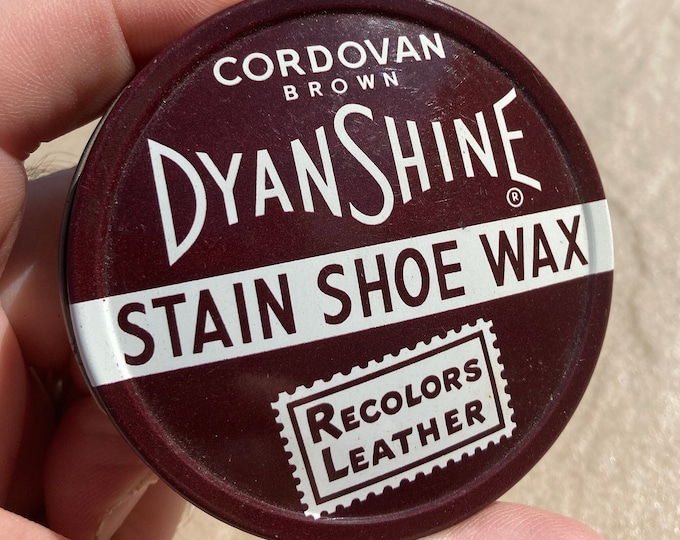 CORDOVAN
BROWN
DYANSHINE®
STAIN SHOE WAX
RECOLORS
LEATHER